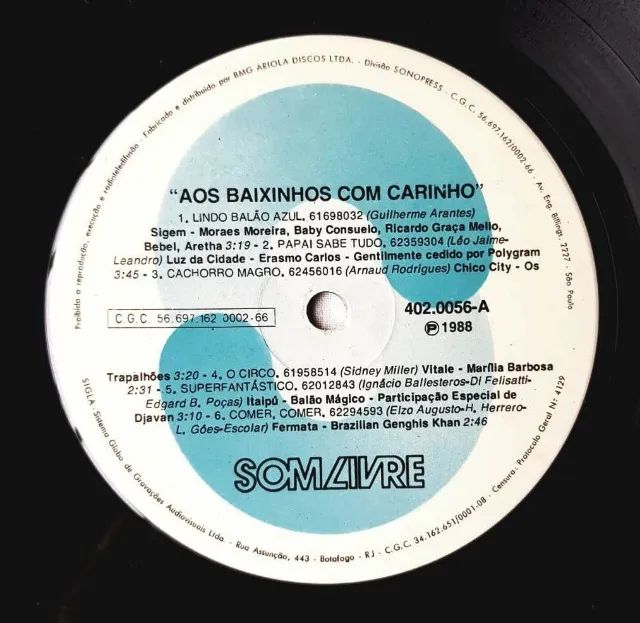 "AOS BAIXINHOS COM CARINHO"
1. LINDO BALÃO AZUL. 61698032 (Guilherme Arantes)
Sigem - Moraes Moreira, Baby Consuelo, Ricardo Graça Mello,
Bebel, Aretha 3:19 - 2. PAPAI SABE TUDO. 62359304 (Léo Jaime-
Leandro) Luz da Cidade - Erasmo Carlos - Gentilmente cedido por Polygram
3:45 - 3. CACHORRO MAGRO. 62456016 (Arnaud Rodrigues) Chico City - Os
C.G.C. 56.697.162 0002-66
402.0056-A
Ⓟ 1988
Trapalhões 3:20 - 4. O CIRCO. 61958514 (Sidney Miller) Vitale - Marília Barbosa
2:31 - 5. SUPERFANTÁSTICO. 62012843 (Ignácio Ballesteros-Di Felisatti-
Edgard B. Poças) Itaipú - Balão Mágico - Participação Especial de
Djavan 3:10 - 6. COMER, COMER. 62294593 (Elzo Augusto-H. Herrero-
L. Góes-Escolar) Fermata - Brazilian Genghis Khan 2:46
SOM LIVRE
Proibida a reprodução, execução e radioteledifusão - Fabricado e distribuído por BMG ARIOLA DISCOS LTDA. - Divisão SONOPRESS - C.G.C. 56.697.162/0002-66 - Av. Eng. Billings, 2227 - São Paulo
SIGLA - Sistema Globo de Gravações Audiovisuais Ltda. - Rua Assunção, 443 - Botafogo - RJ - C.G.C. 34.162.651/0001-08 - Censura: Protocolo Geral Nº 4129